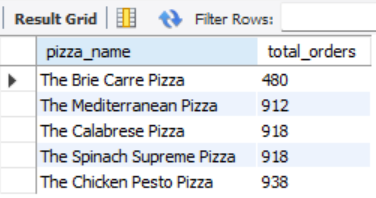 Result Grid Filter Rows:
pizza_name total_orders
The Brie Carre Pizza 480
The Mediterranean Pizza 912
The Calabrese Pizza 918
The Spinach Supreme Pizza 918
The Chicken Pesto Pizza 938